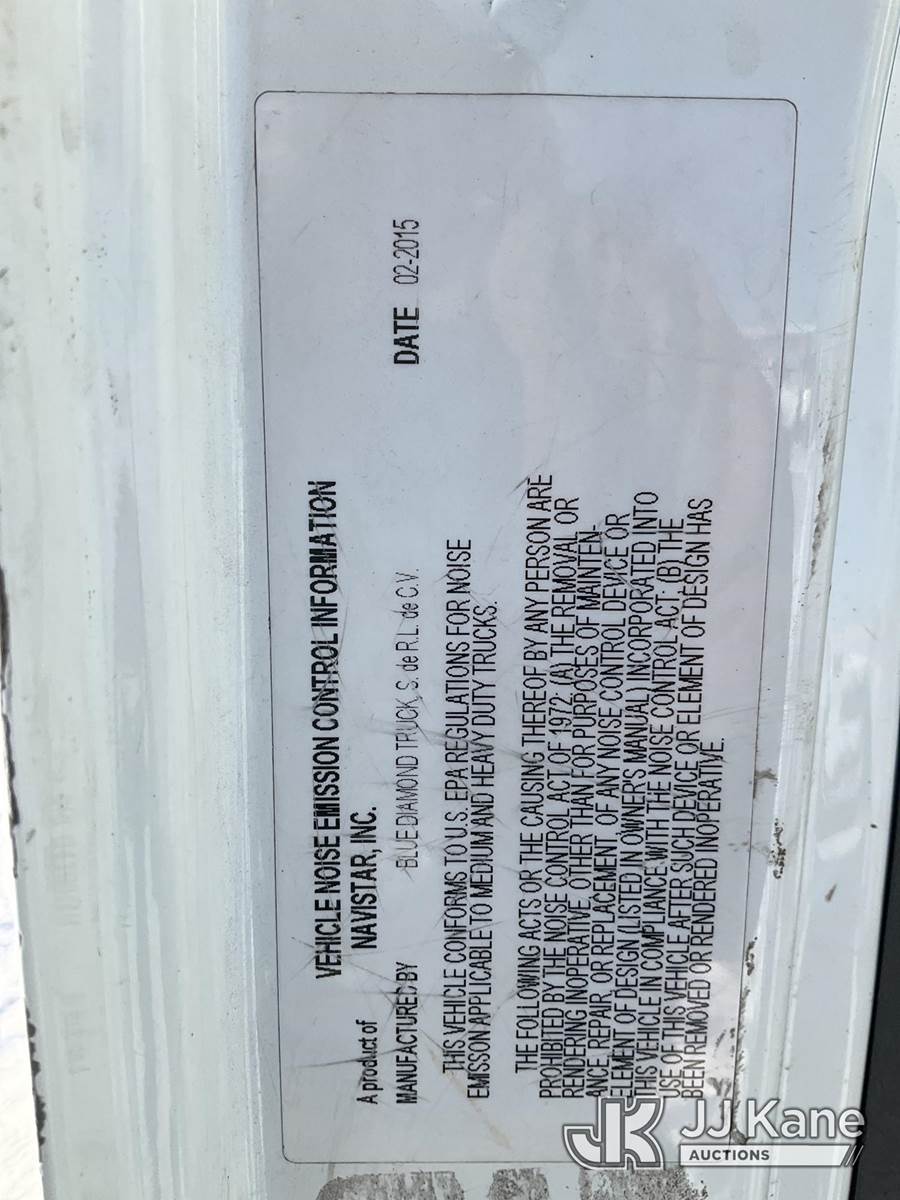 VEHICLE NOISE EMISSION CONTROL INFORMATION
A product of NAVISTAR, INC.
MANUFACTURED BY BLUE DIAMOND TRUCK, S. de R.L. de C.V. DATE 02-2015
THIS VEHICLE CONFORMS TO U.S. EPA REGULATIONS FOR NOISE
EMISSON APPLICABLE TO MEDIUM AND HEAVY DUTY TRUCKS.
THE FOLLOWING ACTS OR THE CAUSING THEREOF BY ANY PERSON ARE
PROHIBITED BY THE NOISE CONTROL ACT OF 1972: (A) THE REMOVAL OR
RENDERING INOPERATIVE, OTHER THAN FOR PURPOSES OF MAINTEN-
ANCE, REPAIR, OR REPLACEMENT OF ANY NOISE CONTROL DEVICE OR
ELEMENT OF DESIGN (LISTED IN OWNER'S MANUAL) INCORPORATED INTO
THIS VEHICLE IN COMPLIANCE WITH THE NOISE CONTROL ACT; (B) THE
USE OF THIS VEHICLE AFTER SUCH DEVICE OR ELEMENT OF DESIGN HAS
BEEN REMOVED OR RENDERED INOPERATIVE.
JK JJ Kane
AUCTIONS